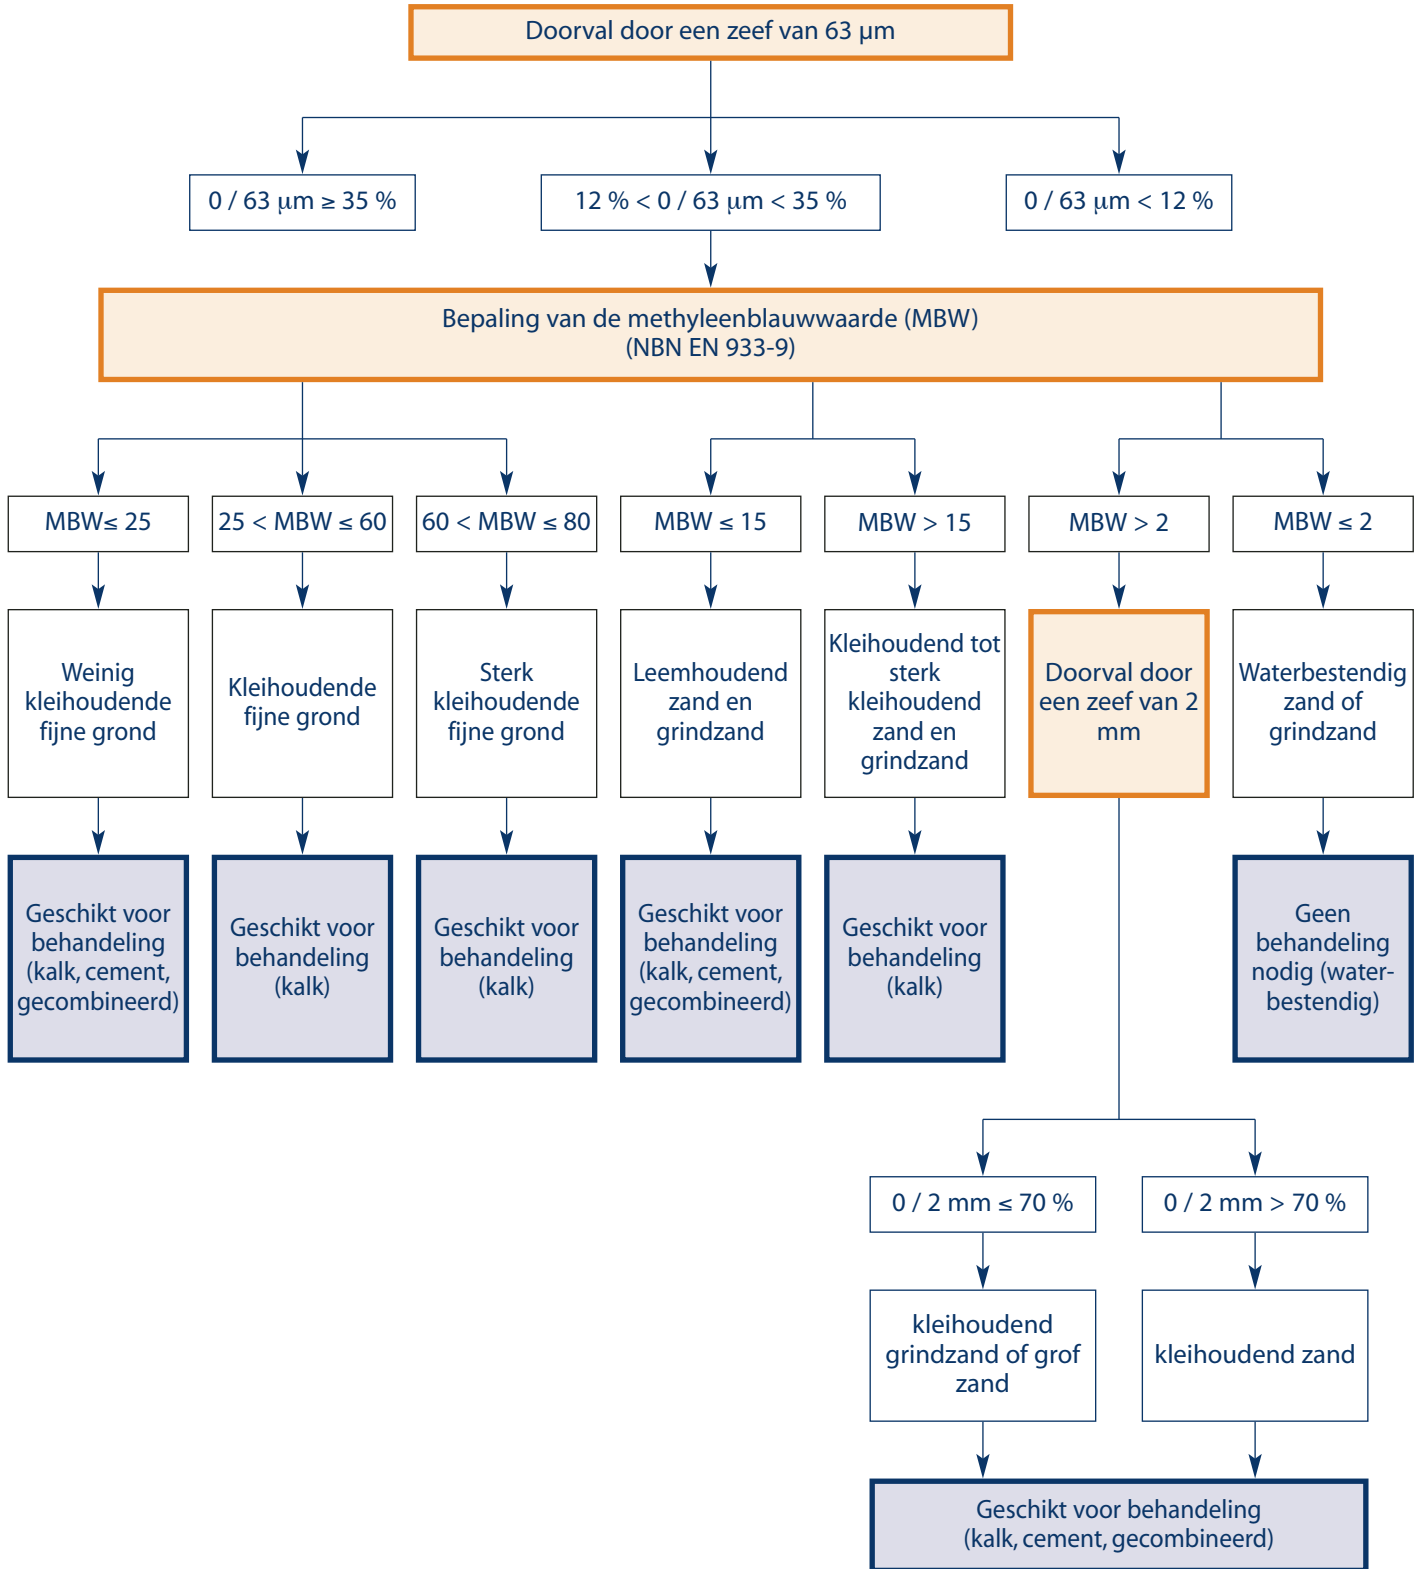 Doorval door een zeef van 63 µm
0 / 63 µm ≥ 35 %
12 % < 0 / 63 µm < 35 %
0 / 63 µm < 12 %
Bepaling van de methyleenblauwwaarde (MBW)
(NBN EN 933-9)
MBW≤ 25
25 < MBW ≤ 60
60 < MBW ≤ 80
MBW ≤ 15
MBW > 15
MBW > 2
MBW ≤ 2
Weinig
kleihoudende
fijne grond
Kleihoudende
fijne grond
Sterk
kleihoudende
fijne grond
Leemhoudend
zand en
grindzand
Kleihoudend tot
sterk
kleihoudend
zand en
grindzand
Doorval door
een zeef van 2
mm
Waterbestendig
zand of
grindzand
Geschikt voor
behandeling
(kalk, cement,
gecombineerd)
Geschikt voor
behandeling
(kalk)
Geschikt voor
behandeling
(kalk)
Geschikt voor
behandeling
(kalk, cement,
gecombineerd)
Geschikt voor
behandeling
(kalk)
Geen
behandeling
nodig (water-
bestendig)
0 / 2 mm ≤ 70 %
0 / 2 mm > 70 %
kleihoudend
grindzand of grof
zand
kleihoudend zand
Geschikt voor behandeling
(kalk, cement, gecombineerd)